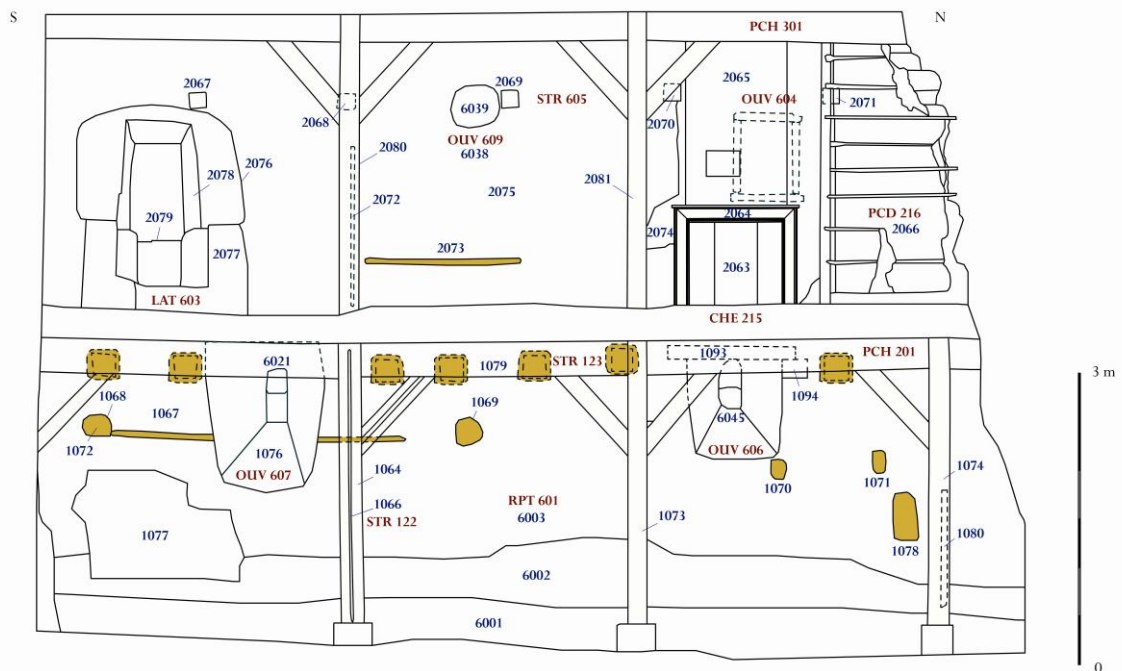 S
N
PCH 301
2067
2068
2069
6039
STR 605
OUV 609
6038
2065
OUV 604
2070
2071
2080
2076
2078
2072
2075
2081
2079
2077
2073
2074
2064
2063
PCD 216
2066
LAT 603
CHE 215
6021
1079
STR 123
1093
PCH 201
1094
1068
1067
1069
6045
1072
1076
OUV 607
OUV 606
1064
1070
1071
1074
1066
STR 122
RPT 601
6003
1073
1077
1078
1080
6002
6001
3 m
0